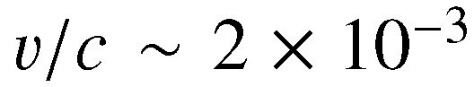 v/c ∼ 2 × 10⁻³